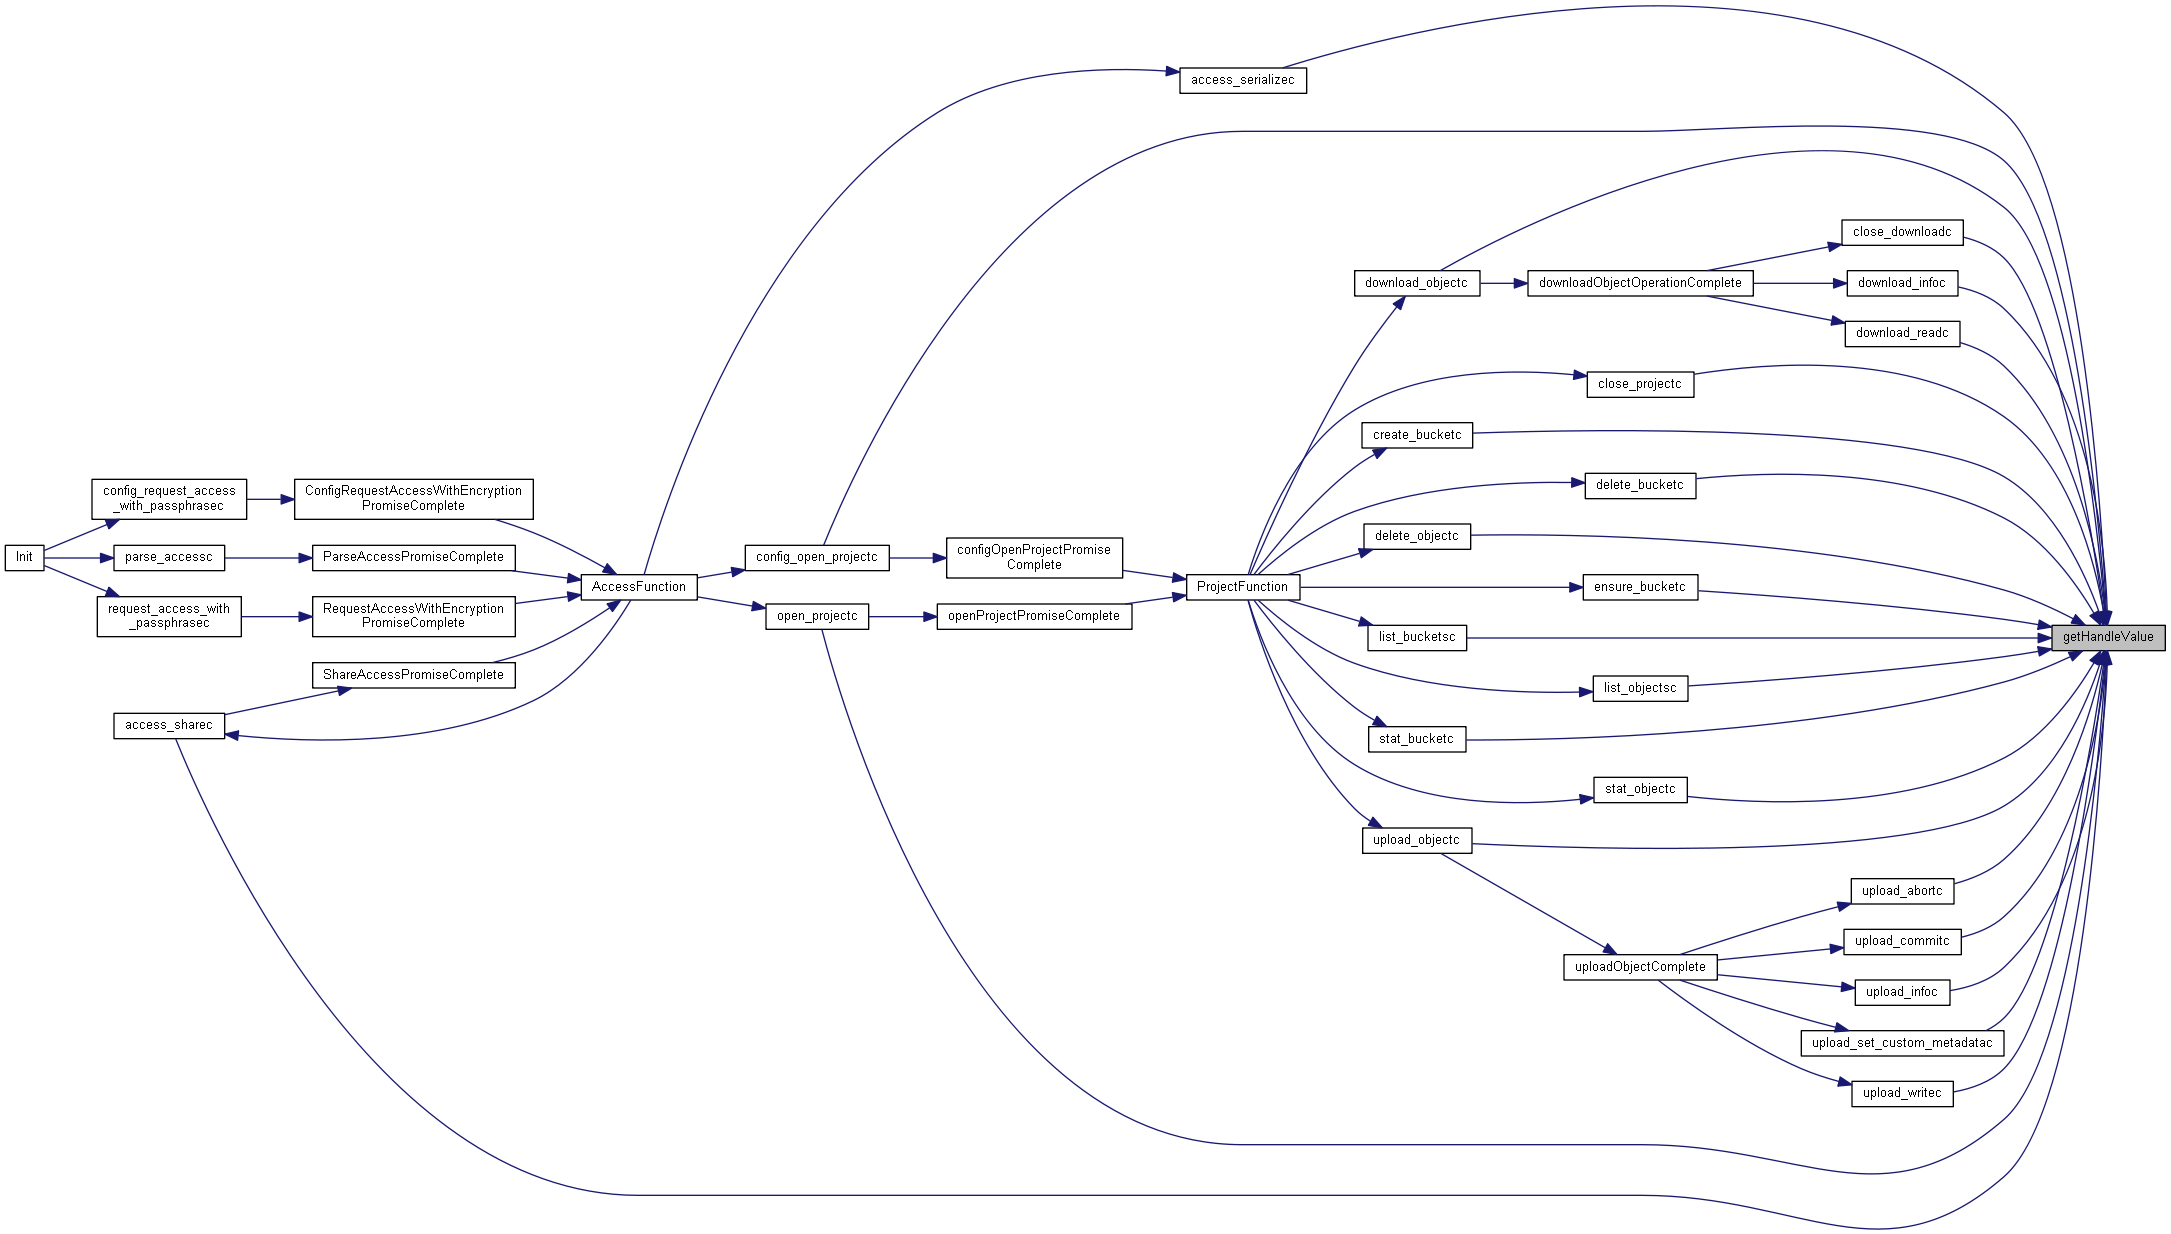 access_serializec
close_downloadc
download_objectc
downloadObjectOperationComplete
download_infoc
download_readc
close_projectc
create_bucketc
config_request_access
_with_passphrasec
ConfigRequestAccessWithEncryption
PromiseComplete
delete_bucketc
delete_objectc
Init
parse_accessc
ParseAccessPromiseComplete
config_open_projectc
configOpenProjectPromise
Complete
AccessFunction
ProjectFunction
ensure_bucketc
request_access_with
_passphrasec
RequestAccessWithEncryption
PromiseComplete
open_projectc
openProjectPromiseComplete
list_bucketsc
getHandleValue
ShareAccessPromiseComplete
list_objectsc
access_sharec
stat_bucketc
stat_objectc
upload_objectc
upload_abortc
upload_commitc
uploadObjectComplete
upload_infoc
upload_set_custom_metadatac
upload_writec